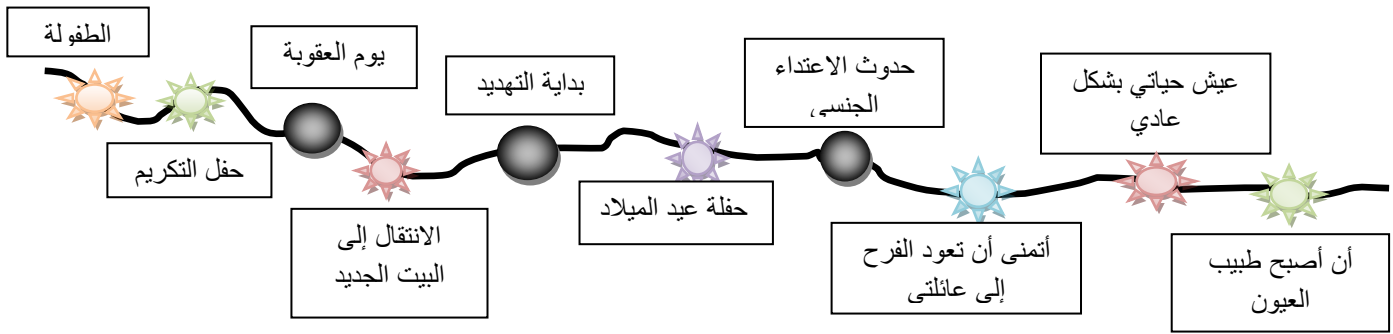 الطفولة
حفل التكريم
يوم العقوبة
الانتقال إلى
البيت الجديد
بداية التهديد
حفلة عيد الميلاد
حدوث الاعتداء
الجنسي
أتمنى أن تعود الفرح
إلى عائلتي
عيش حياتي بشكل
عادي
أن أصبح طبيب
العيون